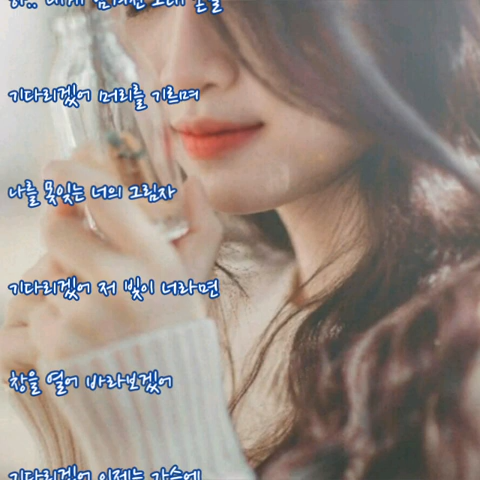 기다리겠어 머리를 기르며
나를 못잊는 너의 그림자
기다리겠어 저 빛이 너라면
창을 열어 바라보겠어
기다리겠어 이제는 가슴에